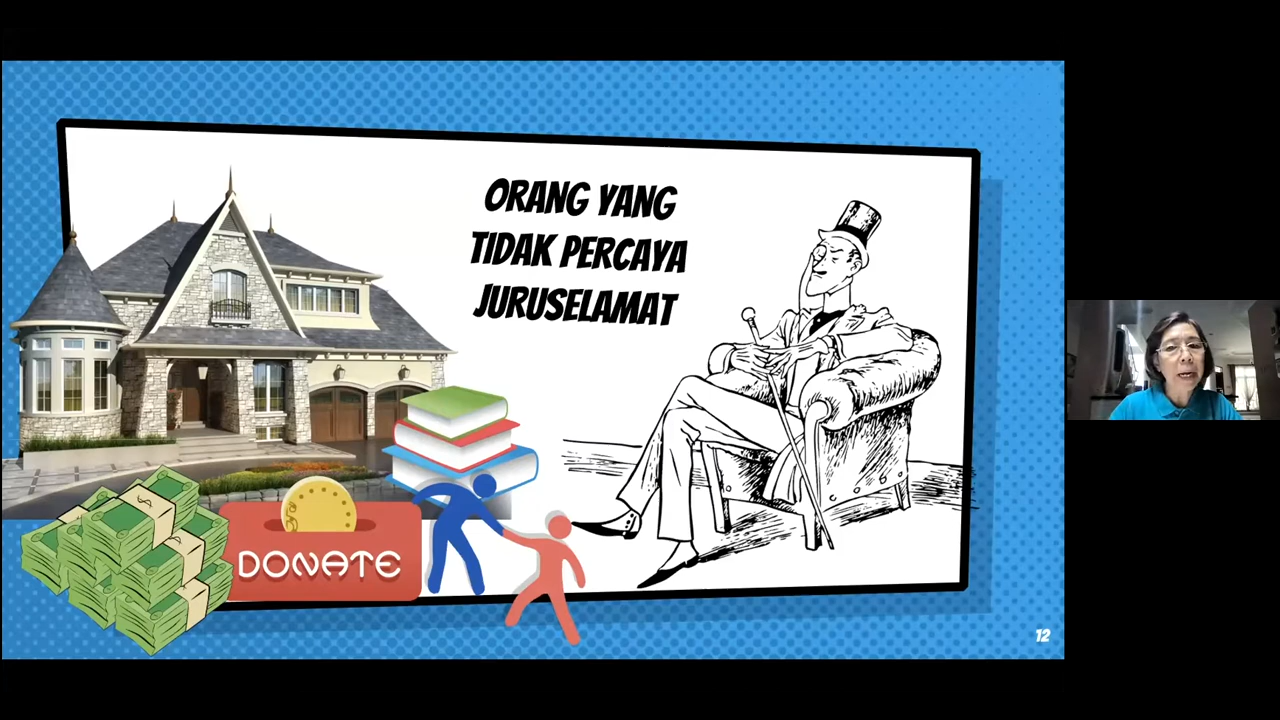 ORANG YANG
TIDAK PERCAYA
JURUSELAMAT
DONATE
12